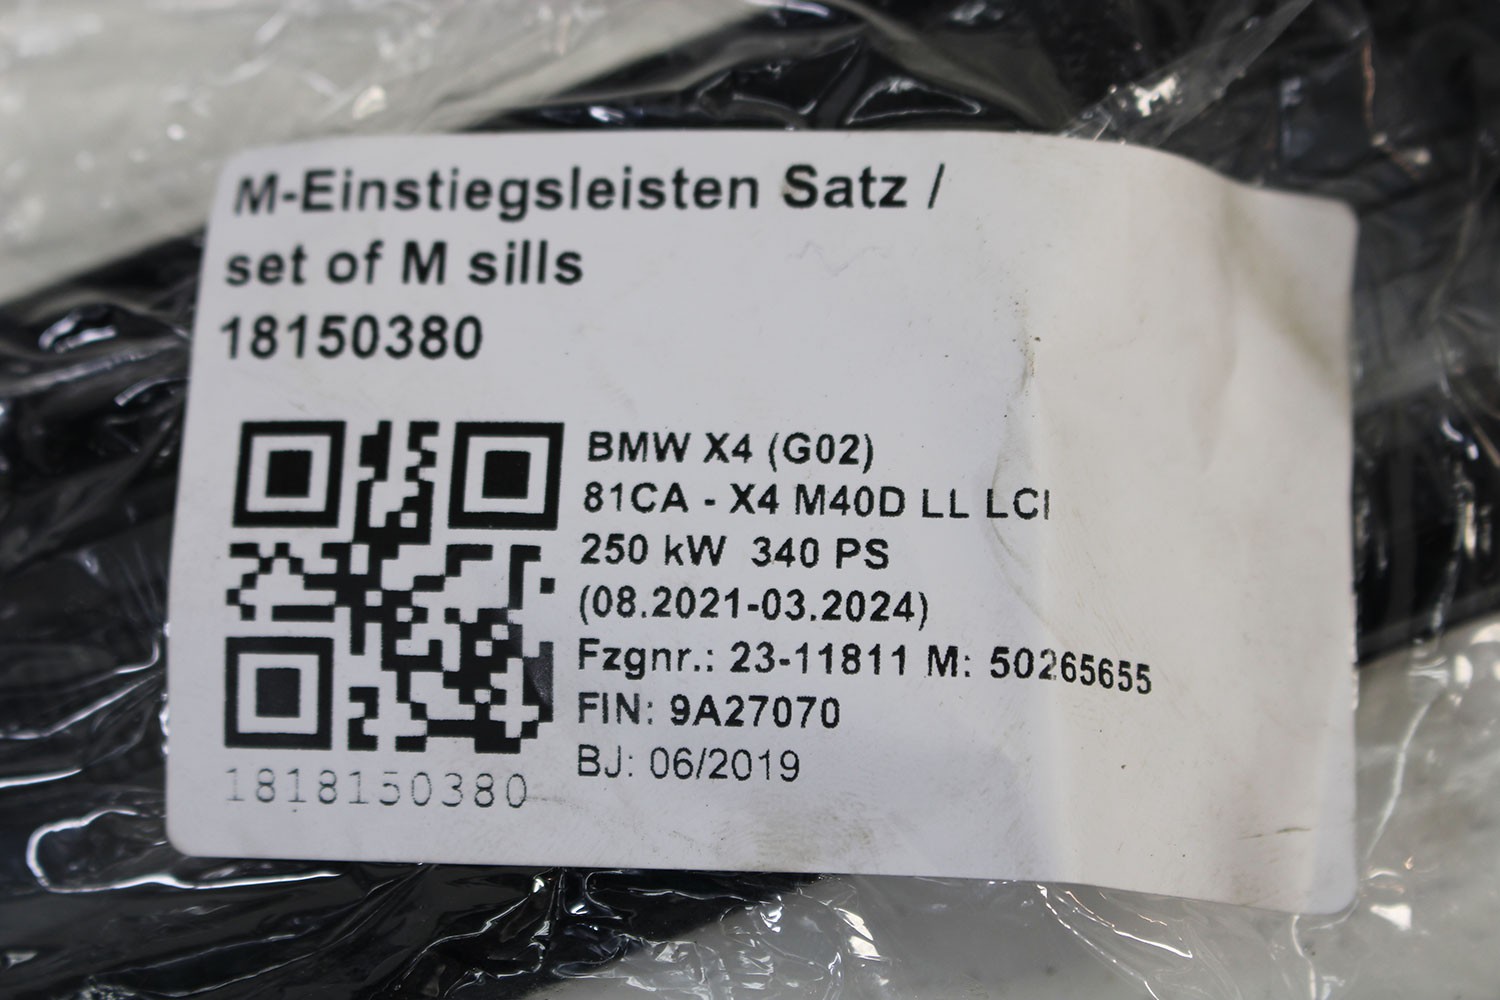 M-Einstiegsleisten Satz /
set of M sills
18150380
BMW X4 (G02)
81CA - X4 M40D LL LCI
250 kW 340 PS
(08.2021-03.2024)
Fzgnr.: 23-11811 M: 50265655
FIN: 9A27070
BJ: 06/2019
1818150380